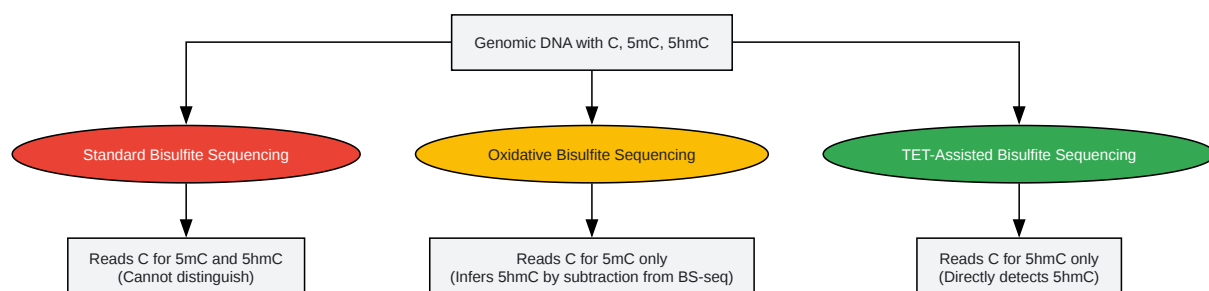 Genomic DNA with C, 5mC, 5hmC
Standard Bisulfite Sequencing
Oxidative Bisulfite Sequencing
TET-Assisted Bisulfite Sequencing
Reads C for 5mC and 5hmC
(Cannot distinguish)
Reads C for 5mC only
(Infers 5hmC by subtraction from BS-seq)
Reads C for 5hmC only
(Directly detects 5hmC)